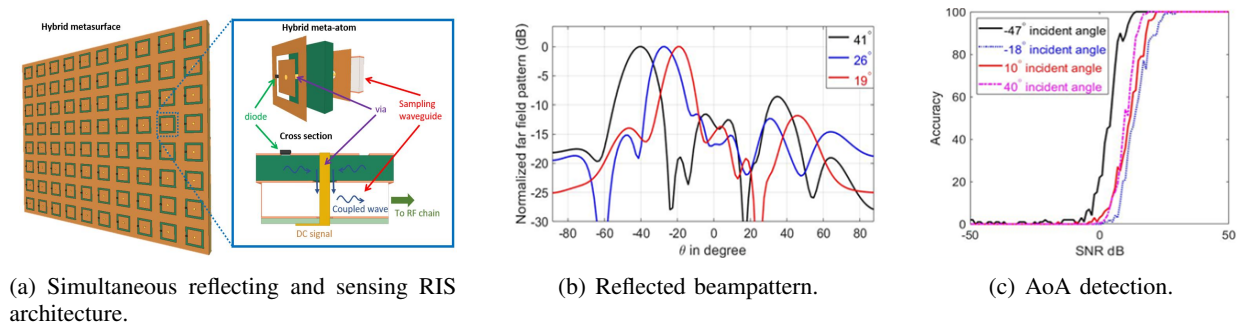 Hybrid metasurface
Hybrid meta-atom
diode
via
Sampling
waveguide
Cross section
Coupled wave
To RF chain
DC signal
(a) Simultaneous reflecting and sensing RIS
architecture.
Normalized far field pattern (dB)
0
-5
-10
-15
-20
-25
-30
-80 -60 -40 -20 0 20 40 60 80
θ in degree
41°
26°
19°
(b) Reflected beampattern.
Accuracy
100
80
60
40
20
0
-50 0 50
SNR dB
-47° incident angle
-18° incident angle
10° incident angle
40° incident angle
(c) AoA detection.